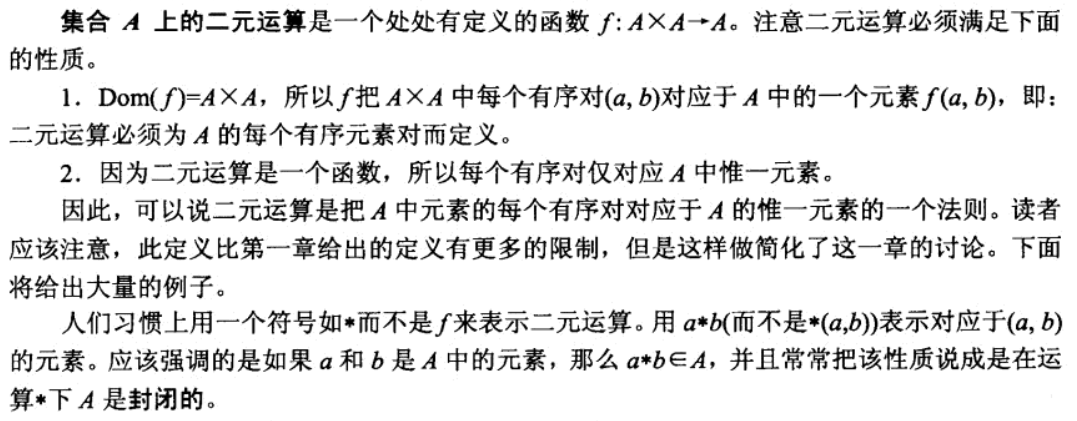 集合 A 上的二元运算是一个处处有定义的函数 f: A×A→A。注意二元运算必须满足下面
的性质。
1．Dom( f)=A×A，所以f把 A×A 中每个有序对(a, b)对应于 A 中的一个元素f (a, b)，即：
二元运算必须为 A 的每个有序元素对而定义。
2．因为二元运算是一个函数，所以每个有序对仅对应 A 中惟一元素。
因此，可以说二元运算是把 A 中元素的每个有序对对应于 A 的惟一元素的一个法则。读者
应该注意，此定义比第一章给出的定义有更多的限制，但是这样做简化了这一章的讨论。下面
将给出大量的例子。
人们习惯上用一个符号如*而不是f来表示二元运算。用 a*b(而不是*(a,b))表示对应于(a, b)
的元素。应该强调的是如果 a 和 b 是 A 中的元素，那么 a*b∈A，并且常常把该性质说成是在运
算*下 A 是封闭的。